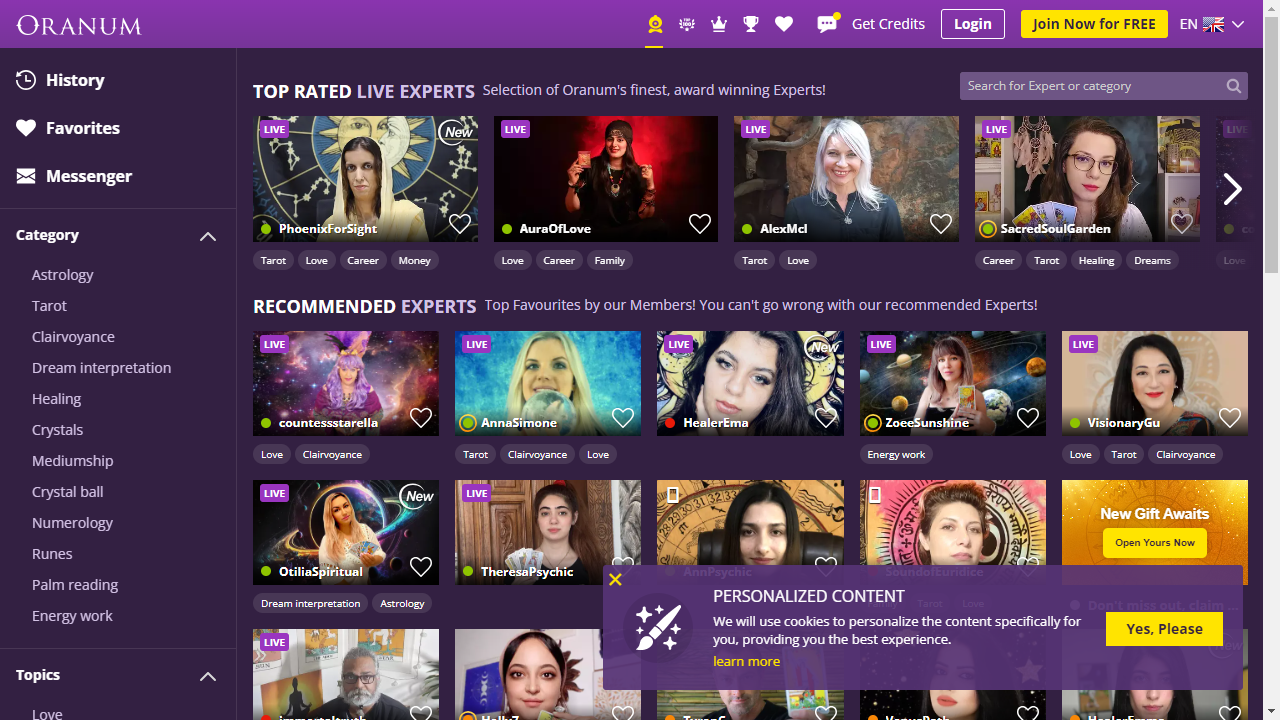 ORANUM
Get Credits
Login
Join Now for FREE
EN
History
Favorites
Messenger
Category
Astrology
Tarot
Clairvoyance
Dream interpretation
Healing
Crystals
Mediumship
Crystal ball
Numerology
Runes
Palm reading
Energy work
Topics
Love
TOP RATED LIVE EXPERTS Selection of Oranum's finest, award winning Experts!
Search for Expert or category
LIVE New LIVE LIVE LIVE LIVE
PhoenixForSight AuraOfLove AlexMcl SacredSoulGarden co
Tarot Love Career Money Love Career Family Tarot Love Career Tarot Healing Dreams Love
RECOMMENDED EXPERTS Top Favourites by our Members! You can't go wrong with our recommended Experts!
LIVE LIVE LIVE New LIVE LIVE
countessstarella AnnaSimone HealerEma ZoeeSunshine VisionaryGu
Love Clairvoyance Tarot Clairvoyance Love Energy work Love Tarot Clairvoyance
LIVE New LIVE
New Gift Awaits
Open Yours Now
OtiliaSpiritual TheresaPsychic AnnPsychic SoundofEuridice
Dream interpretation Astrology Family Tarot Love Don't miss out, claim ...
LIVE
PERSONALIZED CONTENT
We will use cookies to personalize the content specifically for
you, providing you the best experience.
learn more
Yes, Please